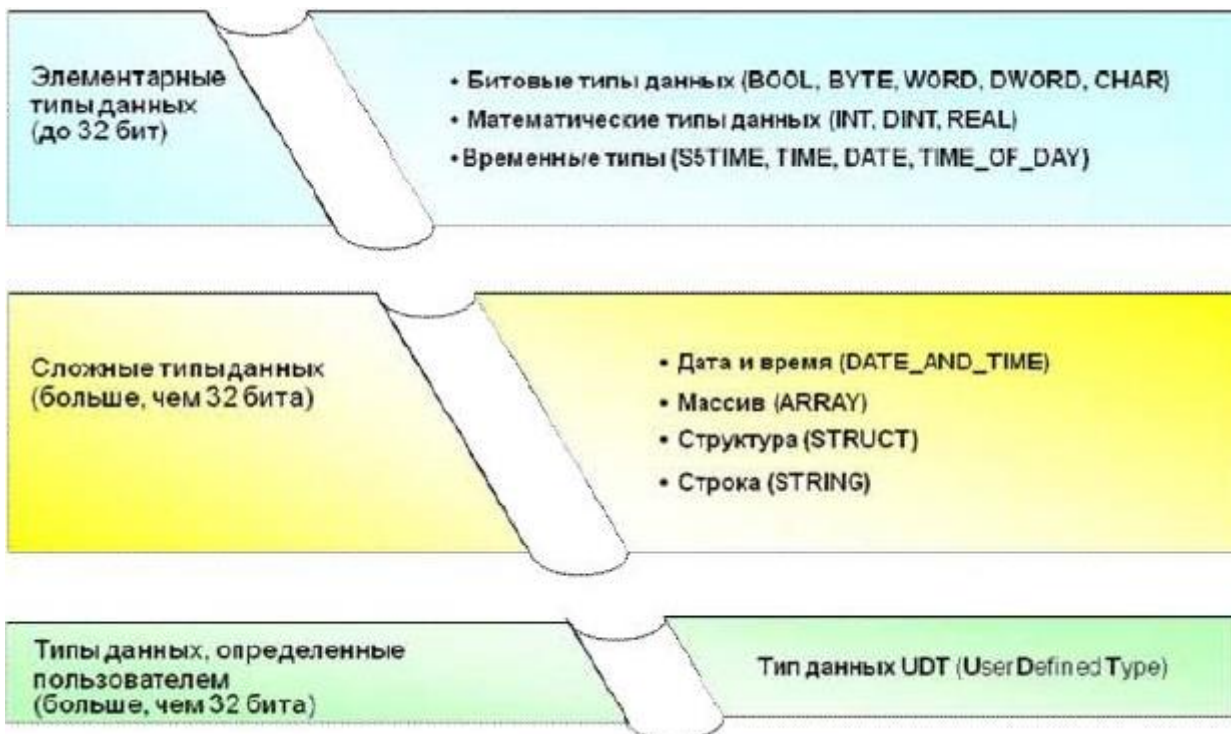 Элементарные
типы данных
(до 32 бит)
• Битовые типы данных (BOOL, BYTE, WORD, DWORD, CHAR)
• Математические типы данных (INT, DINT, REAL)
• Временные типы (S5TIME, TIME, DATE, TIME_OF_DAY)
Сложные типы данных
(больше, чем 32 бита)
• Дата и время (DATE_AND_TIME)
• Массив (ARRAY)
• Структура (STRUCT)
• Строка (STRING)
Типы данных, определенные
пользователем
(больше, чем 32 бита)
Тип данных UDT (User Defined Type)